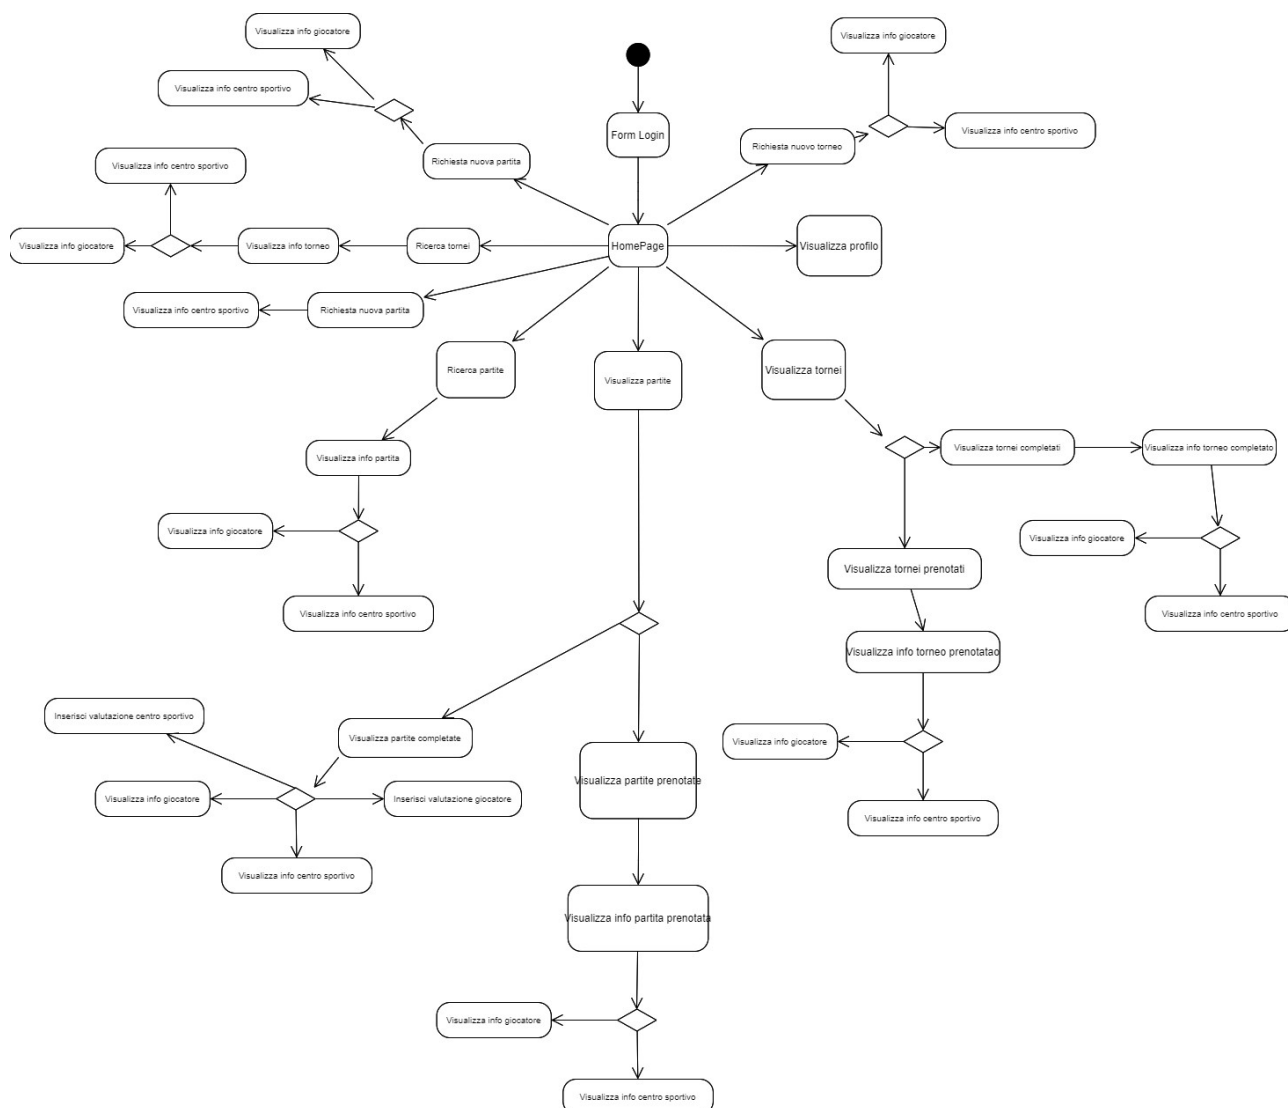 Visualizza info giocatore
Visualizza info giocatore
Visualizza info centro sportivo
Form Login
Visualizza info centro sportivo
Richiesta nuovo torneo
Richiesta nuova partita
Visualizza info centro sportivo
Visualizza info giocatore
Visualizza info torneo
Ricerca tornei
HomePage
Visualizza profilo
Visualizza info centro sportivo
Richiesta nuova partita
Ricerca partite
Visualizza partite
Visualizza tornei
Visualizza info partita
Visualizza tornei completati
Visualizza info torneo completato
Visualizza info giocatore
Visualizza info giocatore
Visualizza tornei prenotati
Visualizza info centro sportivo
Visualizza info centro sportivo
Visualizza info torneo prenotatao
Inserisci valutazione centro sportivo
Visualizza partite completate
Visualizza info giocatore
Visualizza partite prenotate
Visualizza info giocatore
Inserisci valutazione giocatore
Visualizza info centro sportivo
Visualizza info centro sportivo
Visualizza info partita prenotata
Visualizza info giocatore
Visualizza info centro sportivo